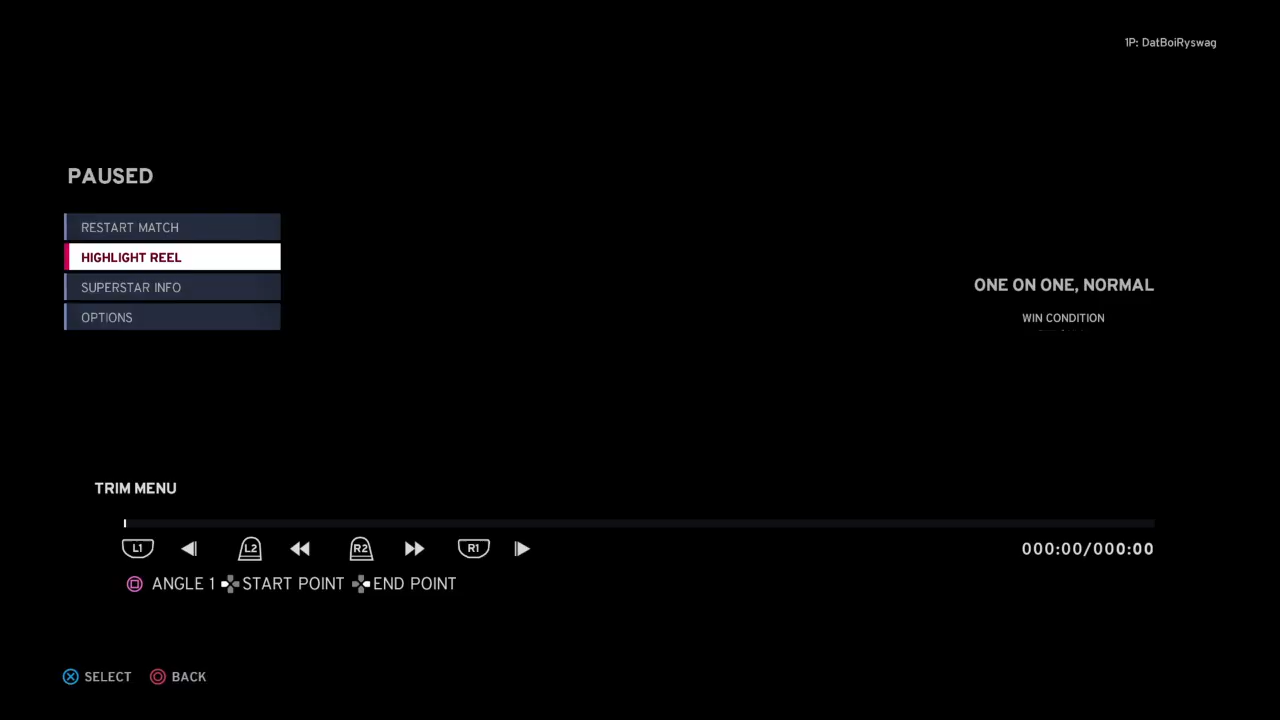 1P: DatBoiRyswag
PAUSED
RESTART MATCH
HIGHLIGHT REEL
SUPERSTAR INFO
OPTIONS
ONE ON ONE, NORMAL
WIN CONDITION
TRIM MENU
L1 L2 R2 R1 000:00/000:00
ANGLE 1 START POINT END POINT
SELECT BACK